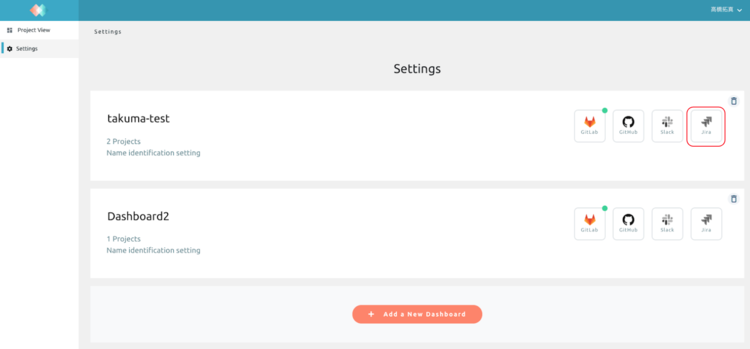 高穂拓真
Project View
Settings
Settings
Settings
takuma-test
2 Projects
Name identification setting
GitLab
GitHub
Slack
Jira
Dashboard2
1 Projects
Name identification setting
GitLab
GitHub
Slack
Jira
+ Add a New Dashboard